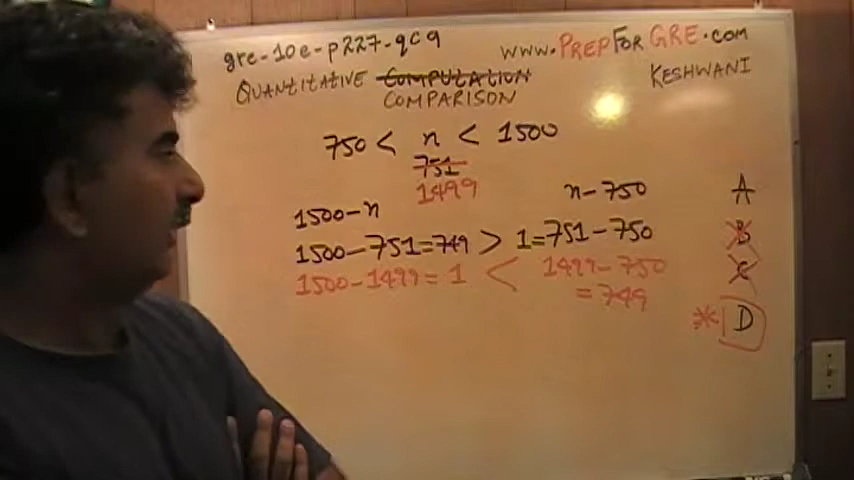 gre-10e-p227-qc9
www.PREPFORGRE.com
QUANTITATIVE COMPUTATION
COMPARISON
KESHWANI
750 < n < 1500
751
1499
1500-n
n-750
A
1500-751=749 > 1=751-750
B
1500-1499=1 < 1499-750
C
=749
* D